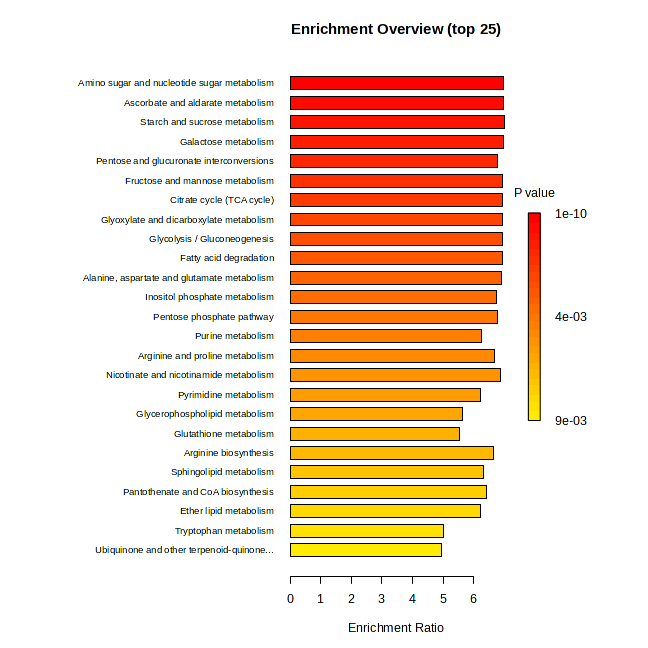 Enrichment Overview (top 25)
Amino sugar and nucleotide sugar metabolism
Ascorbate and aldarate metabolism
Starch and sucrose metabolism
Galactose metabolism
Pentose and glucuronate interconversions
Fructose and mannose metabolism
Citrate cycle (TCA cycle)
Glyoxylate and dicarboxylate metabolism
Glycolysis / Gluconeogenesis
Fatty acid degradation
Alanine, aspartate and glutamate metabolism
Inositol phosphate metabolism
Pentose phosphate pathway
Purine metabolism
Arginine and proline metabolism
Nicotinate and nicotinamide metabolism
Pyrimidine metabolism
Glycerophospholipid metabolism
Glutathione metabolism
Arginine biosynthesis
Sphingolipid metabolism
Pantothenate and CoA biosynthesis
Ether lipid metabolism
Tryptophan metabolism
Ubiquinone and other terpenoid-quinone...
0 1 2 3 4 5 6
Enrichment Ratio
P value
1e-10
4e-03
9e-03